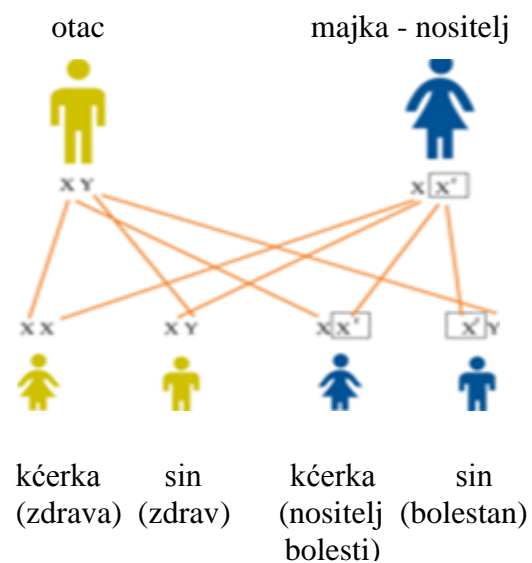 otac majka - nositelj
X Y X X*
X X X Y X X* X* Y
kćerka sin kćerka sin
(zdrava) (zdrav) (nositelj (bolestan)
bolesti)